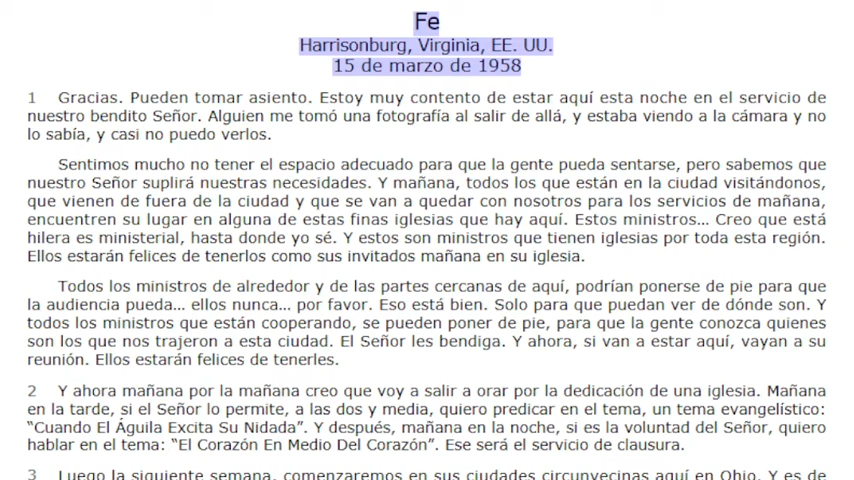 Fe
Harrisonburg, Virginia, EE. UU.
15 de marzo de 1958
1 Gracias. Pueden tomar asiento. Estoy muy contento de estar aquí esta noche en el servicio de
nuestro bendito Señor. Alguien me tomó una fotografía al salir de allá, y estaba viendo a la cámara y no
lo sabía, y casi no puedo verlos.
Sentimos mucho no tener el espacio adecuado para que la gente pueda sentarse, pero sabemos que
nuestro Señor suplirá nuestras necesidades. Y mañana, todos los que están en la ciudad visitándonos,
que vienen de fuera de la ciudad y que se van a quedar con nosotros para los servicios de mañana,
encuentren su lugar en alguna de estas finas iglesias que hay aquí. Estos ministros... Creo que está
hilera es ministerial, hasta donde yo sé. Y estos son ministros que tienen iglesias por toda esta región.
Ellos estarán felices de tenerlos como sus invitados mañana en su iglesia.
Todos los ministros de alrededor y de las partes cercanas de aquí, podrían ponerse de pie para que
la audiencia pueda... ellos nunca... por favor. Eso está bien. Solo para que puedan ver de dónde son. Y
todos los ministros que están cooperando, se pueden poner de pie, para que la gente conozca quienes
son los que nos trajeron a esta ciudad. El Señor les bendiga. Y ahora, si van a estar aquí, vayan a su
reunión. Ellos estarán felices de tenerles.
2 Y ahora mañana por la mañana creo que voy a salir a orar por la dedicación de una iglesia. Mañana
en la tarde, si el Señor lo permite, a las dos y media, quiero predicar en el tema, un tema evangelístico:
“Cuando El Águila Excita Su Nidada”. Y después, mañana en la noche, si es la voluntad del Señor, quiero
hablar en el tema: “El Corazón En Medio Del Corazón”. Ese será el servicio de clausura.
3 Luego la siguiente semana, comenzaremos en sus ciudades circunvecinas aquí en Ohio. Y es de